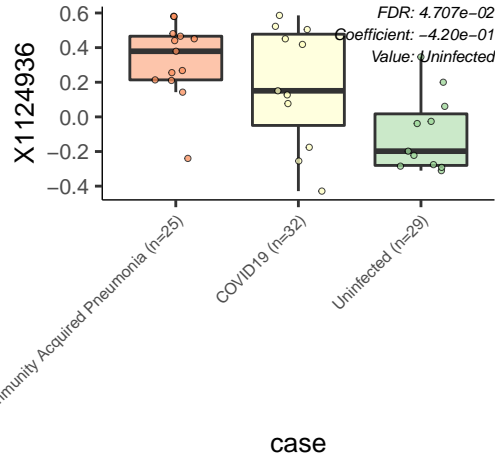 FDR: 4.707e−02
Coefficient: −4.20e−01
Value: Uninfected
X1124936
0.6
0.4
0.2
0.0
−0.2
−0.4
mmunity Acquired Pneumonia (n=25)
COVID19 (n=32)
Uninfected (n=29)
case